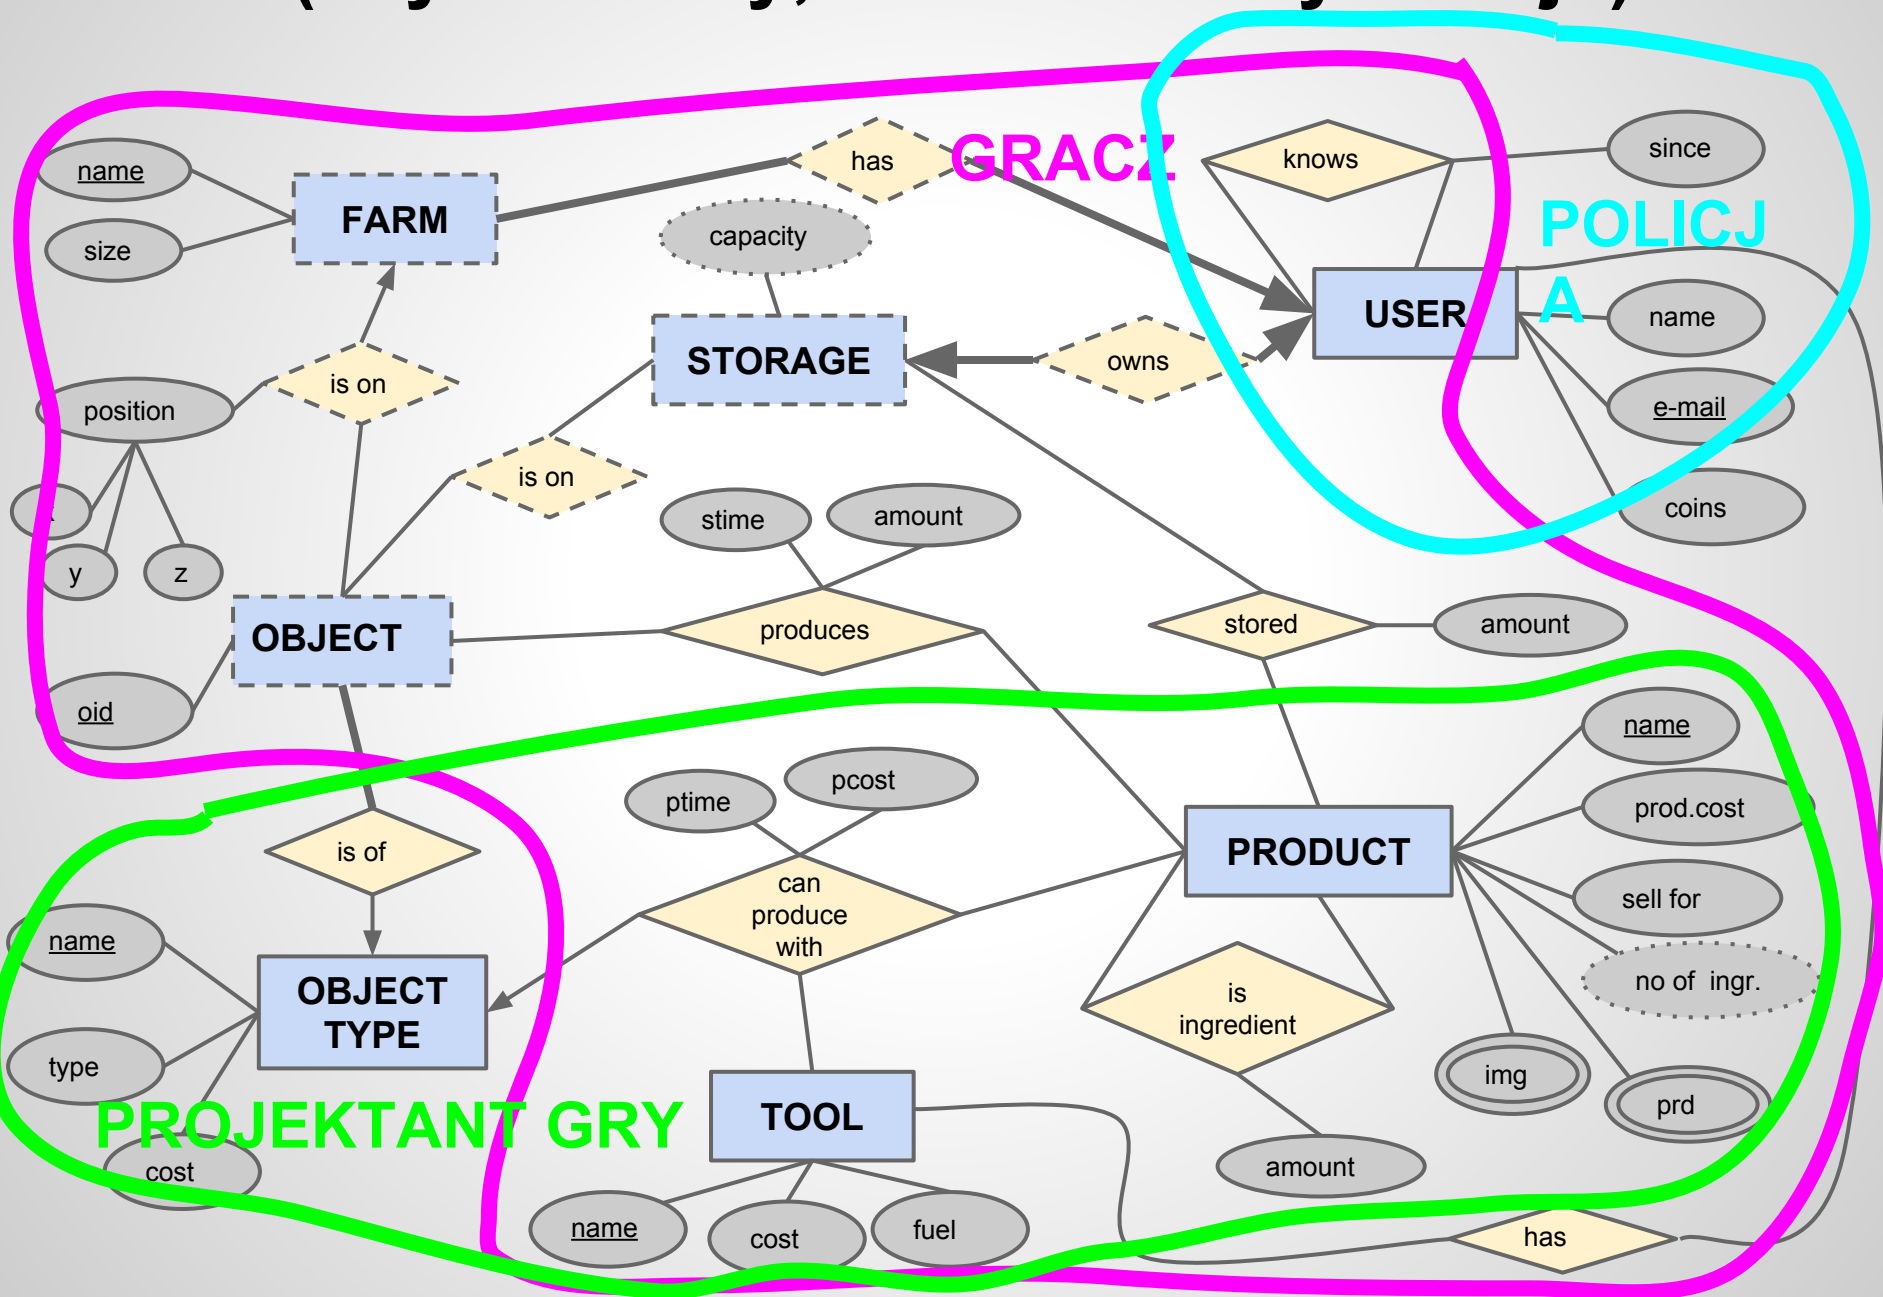 has
GRACZ
knows
since
name
FARM
capacity
POLICJ
A
size
STORAGE
owns
USER
name
is on
position
e-mail
is on
stime
amount
coins
y
z
OBJECT
produces
stored
amount
oid
name
ptime
pcost
prod.cost
is of
can
produce
with
PRODUCT
sell for
name
OBJECT
TYPE
is
ingredient
no of ingr.
type
img
prd
PROJEKTANT GRY
TOOL
cost
amount
name
cost
fuel
has